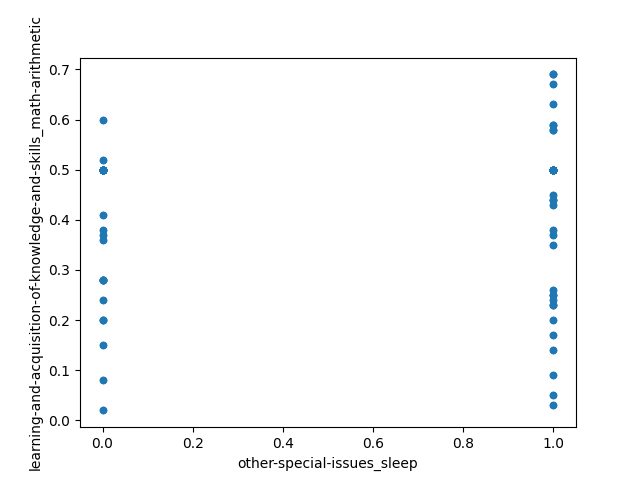 learning-and-acquisition-of-knowledge-and-skills_math-arithmetic
0.7
0.6
0.5
0.4
0.3
0.2
0.1
0.0
0.0 0.2 0.4 0.6 0.8 1.0
other-special-issues_sleep